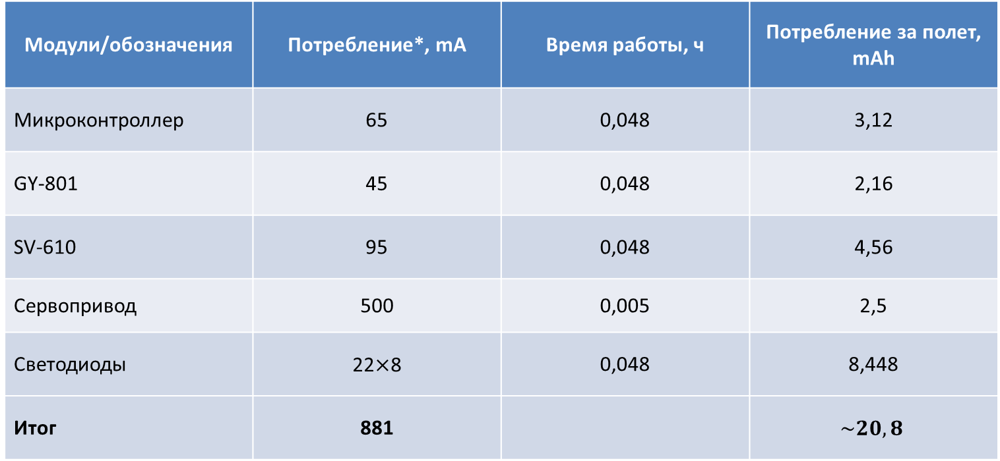 Модули/обозначения Потребление*, mA Время работы, ч Потребление за полет, mAh
Микроконтроллер 65 0,048 3,12
GY-801 45 0,048 2,16
SV-610 95 0,048 4,56
Сервопривод 500 0,005 2,5
Светодиоды 22×8 0,048 8,448
Итог 881 ~20,8